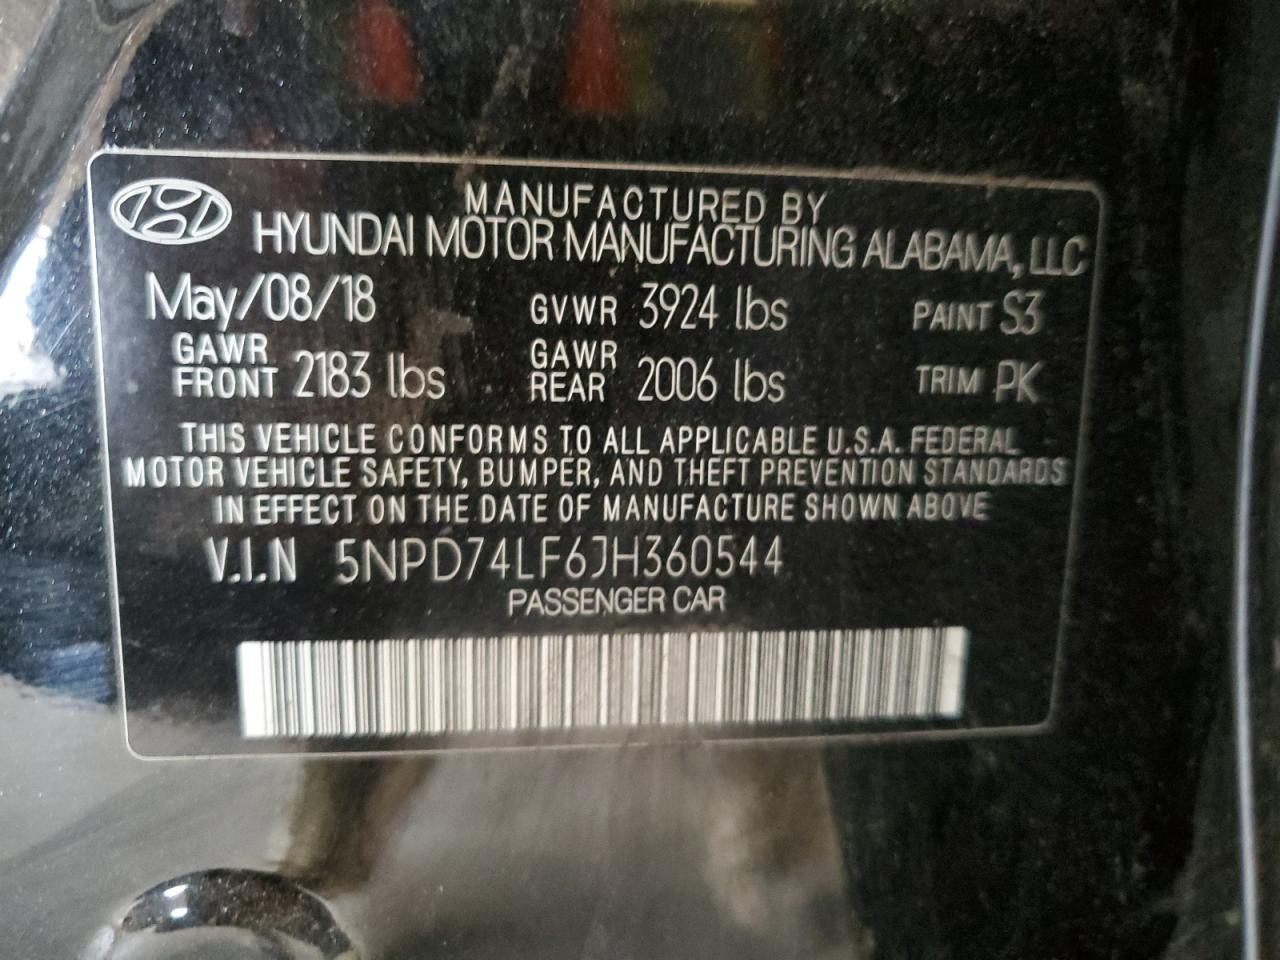 MANUFACTURED BY
HYUNDAI MOTOR MANUFACTURING ALABAMA, LLC
May/08/18 GVWR 3924 lbs PAINT S3
GAWR FRONT 2183 lbs GAWR REAR 2006 lbs TRIM PK
THIS VEHICLE CONFORMS TO ALL APPLICABLE U.S.A. FEDERAL
MOTOR VEHICLE SAFETY, BUMPER, AND THEFT PREVENTION STANDARDS
IN EFFECT ON THE DATE OF MANUFACTURE SHOWN ABOVE
V.I.N 5NPD74LF6JH360544
PASSENGER CAR